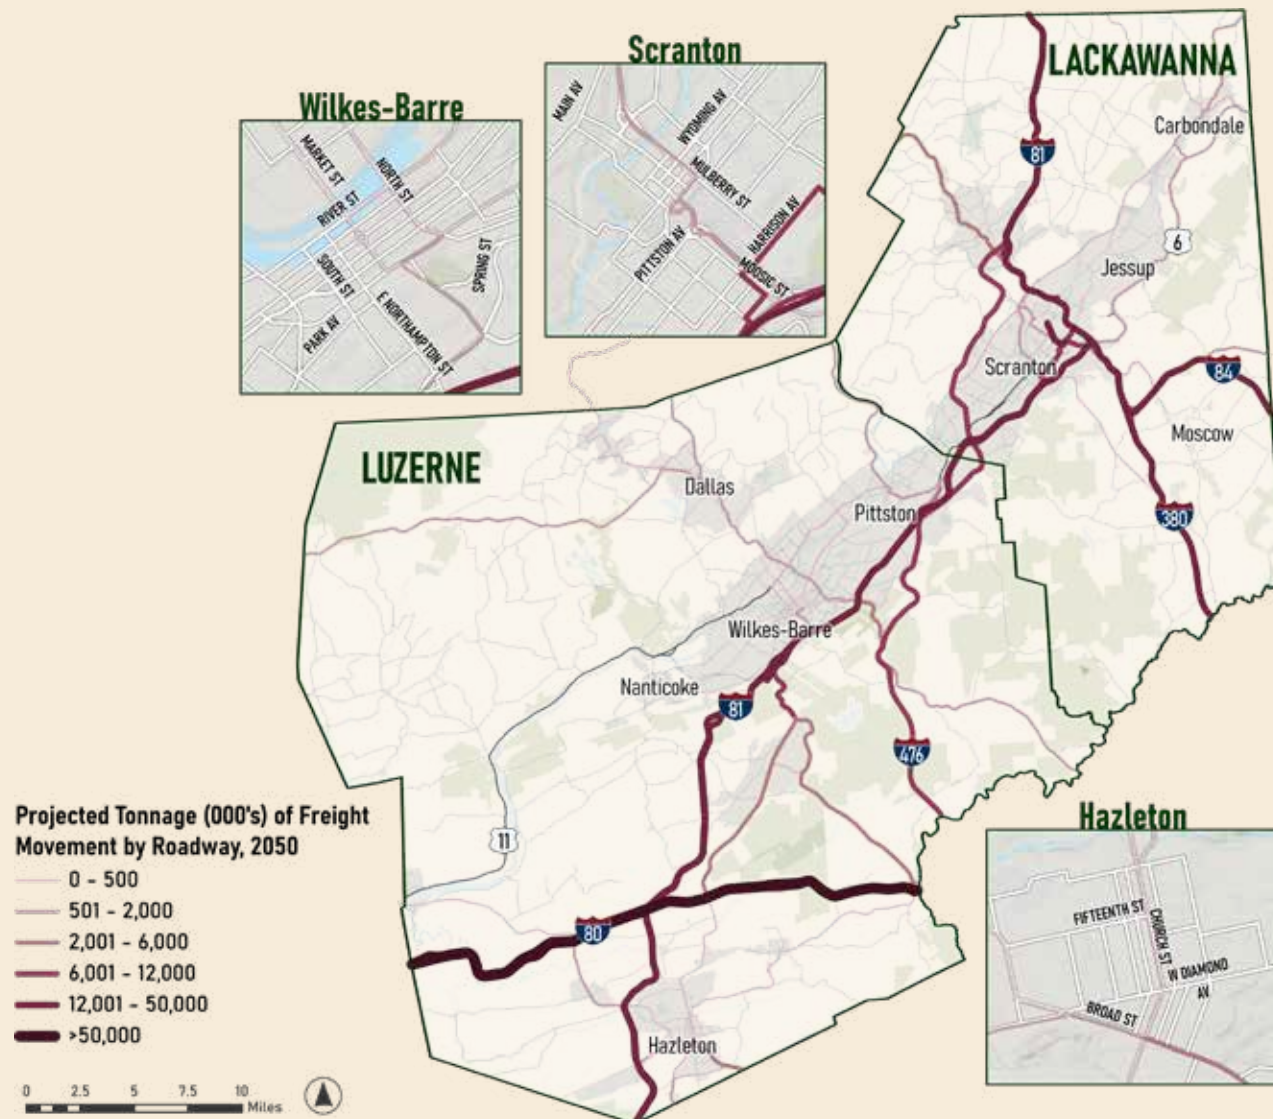 Scranton
MAIN AV
WYOMING AV
MULBERRY ST
HARRISON AV
PITTSTON AV
MOOSIC ST
Wilkes-Barre
MARKET ST
NORTH ST
RIVER ST
SOUTH ST
SPRING ST
PARK AV
E NORTHAMPTON ST
LACKAWANNA
Carbondale
81
6
Jessup
Scranton
84
Moscow
380
LUZERNE
Dallas
Pittston
Wilkes-Barre
Nanticoke
81
476
11
80
Hazleton
Hazleton
FIFTEENTH ST
CHURCH ST
W DIAMOND
AV
BROAD ST
Projected Tonnage (000's) of Freight
Movement by Roadway, 2050
0 - 500
501 - 2,000
2,001 - 6,000
6,001 - 12,000
12,001 - 50,000
>50,000
0 2.5 5 7.5 10
Miles